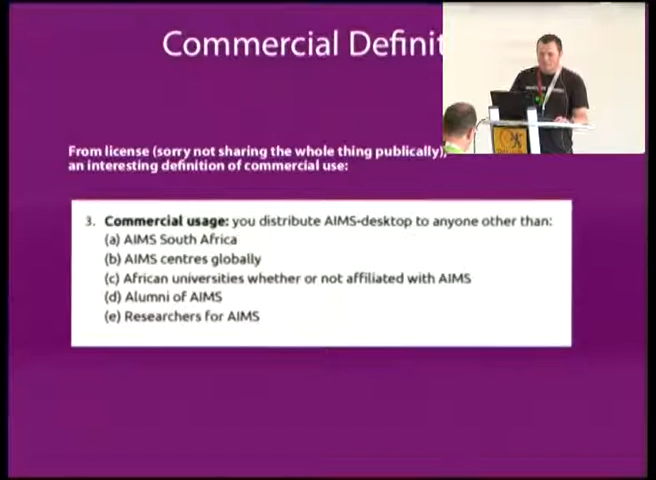 Commercial Definit
From license (sorry not sharing the whole thing publically),
an interesting definition of commercial use:
3. Commercial usage: you distribute AIMS-desktop to anyone other than:
(a) AIMS South Africa
(b) AIMS centres globally
(c) African universities whether or not affiliated with AIMS
(d) Alumni of AIMS
(e) Researchers for AIMS